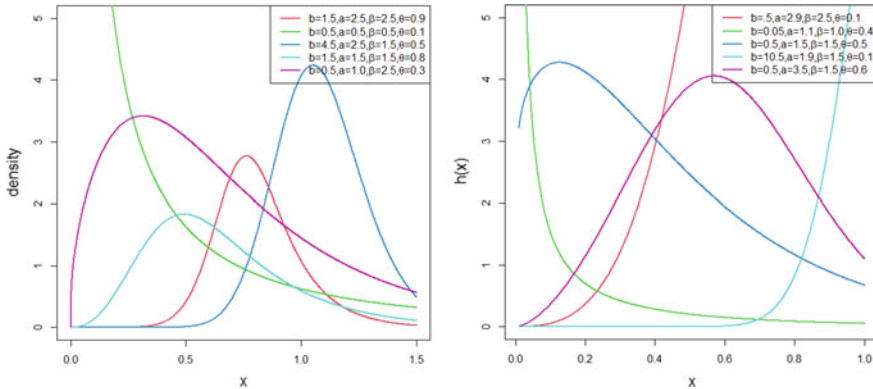 b=1.5,a=2.5,β=2.5,θ=0.9
b=0.5,a=0.5,β=0.5,θ=0.1
b=4.5,a=2.5,β=1.5,θ=0.5
b=1.5,a=1.5,β=1.5,θ=0.8
b=0.5,a=1.0,β=2.5,θ=0.3
5
4
3
2
1
0
density
0.0
0.5
1.0
1.5
x
b=.5,a=2.9,β=2.5,θ=0.1
b=0.05,a=1.1,β=1.0,θ=0.4
b=0.5,a=1.5,β=1.5,θ=0.5
b=10.5,a=1.9,β=1.5,θ=0.1
b=0.5,a=3.5,β=1.5,θ=0.6
5
4
3
2
1
0
h(x)
0.0
0.2
0.4
0.6
0.8
1.0
x